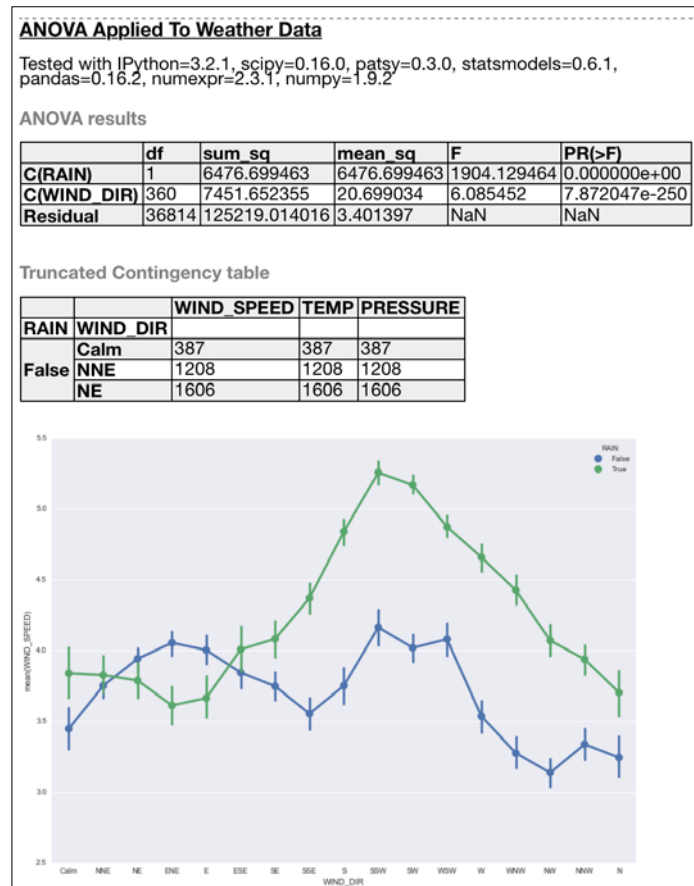 ANOVA Applied To Weather Data
Tested with IPython=3.2.1, scipy=0.16.0, patsy=0.3.0, statsmodels=0.6.1,
pandas=0.16.2, numexpr=2.3.1, numpy=1.9.2
ANOVA results
df sum_sq mean_sq F PR(>F)
C(RAIN) 1 6476.699463 6476.699463 1904.129464 0.000000e+00
C(WIND_DIR) 360 7451.652355 20.699034 6.085452 7.872047e-250
Residual 36814 125219.014016 3.401397 NaN NaN
Truncated Contingency table
WIND_SPEED TEMP PRESSURE
RAIN WIND_DIR
False Calm 387 387 387
NNE 1208 1208 1208
NE 1606 1606 1606
RAIN
False
True
mean(WIND_SPEED)
5.5
5.0
4.5
4.0
3.5
3.0
2.5
Calm NNE NE ENE E ESE SE SSE S SSW SW WSW W WNW NW NNW N
WIND_DIR